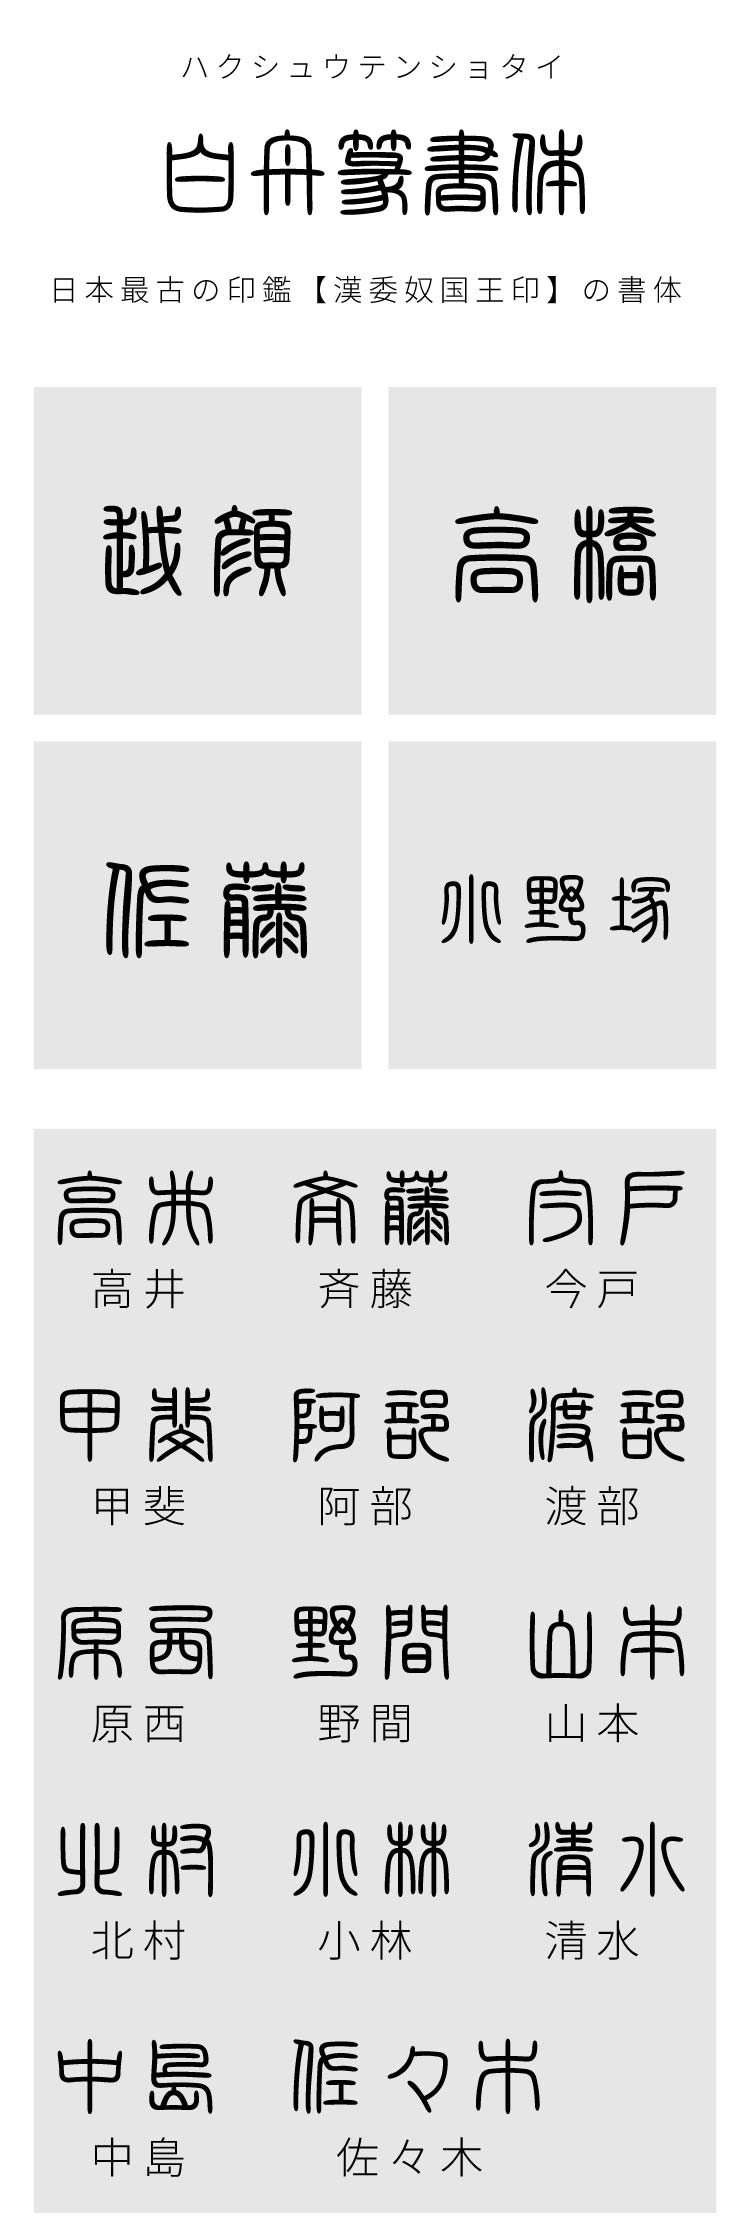 ハクシュウテンショタイ
白舟篆書体
日本最古の印鑑【漢委奴国王印】の書体
越顔 高橋
佐藤 小野塚
高井 斉藤 今戸
高井 斉藤 今戸
甲斐 阿部 渡部
甲斐 阿部 渡部
原西 野間 山本
原西 野間 山本
北村 小林 清水
北村 小林 清水
中島 佐々木
中島 佐々木